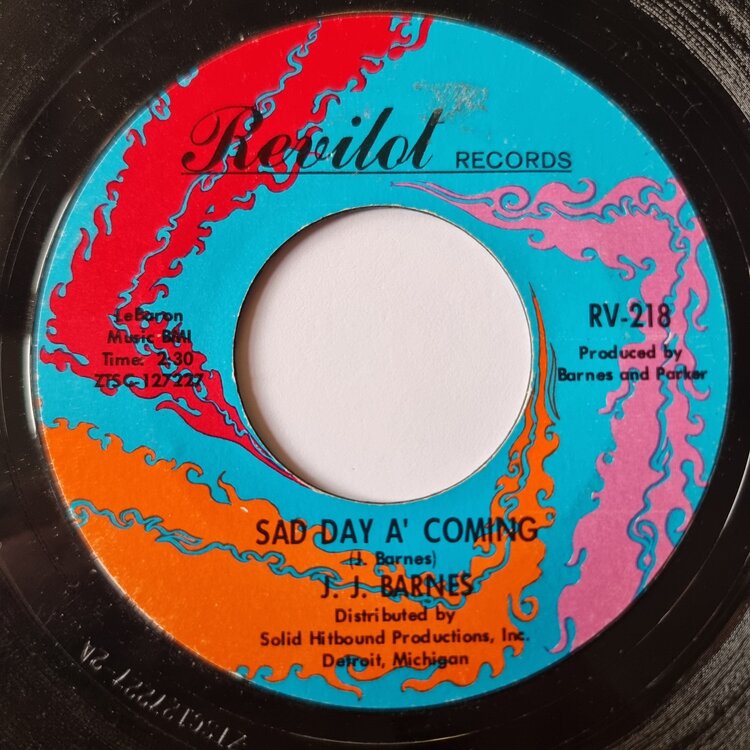 Revilot RECORDS
LeBaron
Music BMI
Time: 2:30
ZTSC-127227
RV-218
Produced by
Barnes and Parker
SAD DAY A' COMING
(J. Barnes)
J. J. BARNES
Distributed by
Solid Hitbound Productions, Inc.
Detroit, Michigan